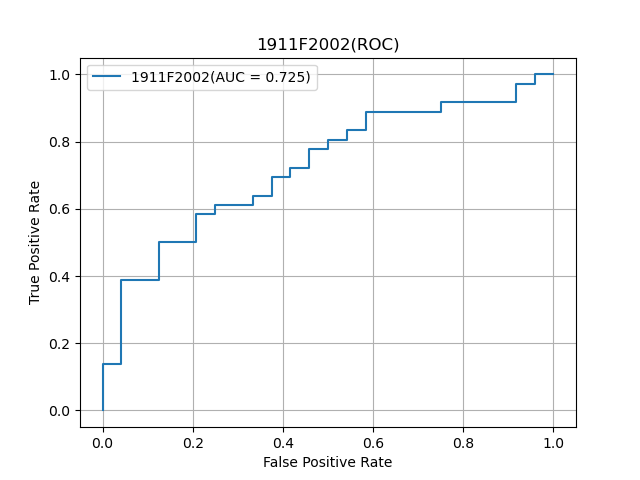 1911F2002(ROC)
1911F2002(AUC = 0.725)
1.0
0.8
0.6
0.4
0.2
0.0
True Positive Rate
0.0 0.2 0.4 0.6 0.8 1.0
False Positive Rate